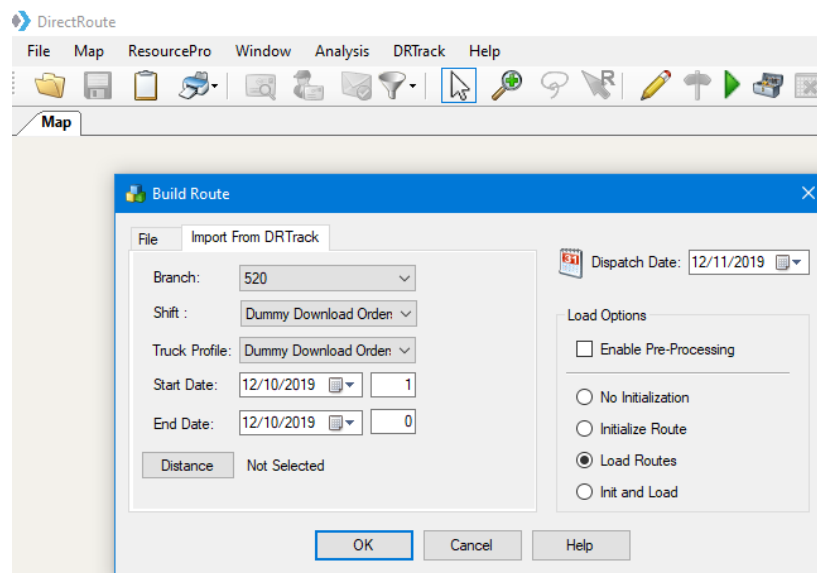 DirectRoute
File Map ResourcePro Window Analysis DRTrack Help
R
Map
Build Route
File Import From DRTrack
31 Dispatch Date: 12/11/2019
Branch: 520
Shift : Dummy Download Order
Load Options
Truck Profile: Dummy Download Order
Enable Pre-Processing
Start Date: 12/10/2019 1
No Initialization
End Date: 12/10/2019 0
Initialize Route
Distance Not Selected
Load Routes
Init and Load
OK Cancel Help